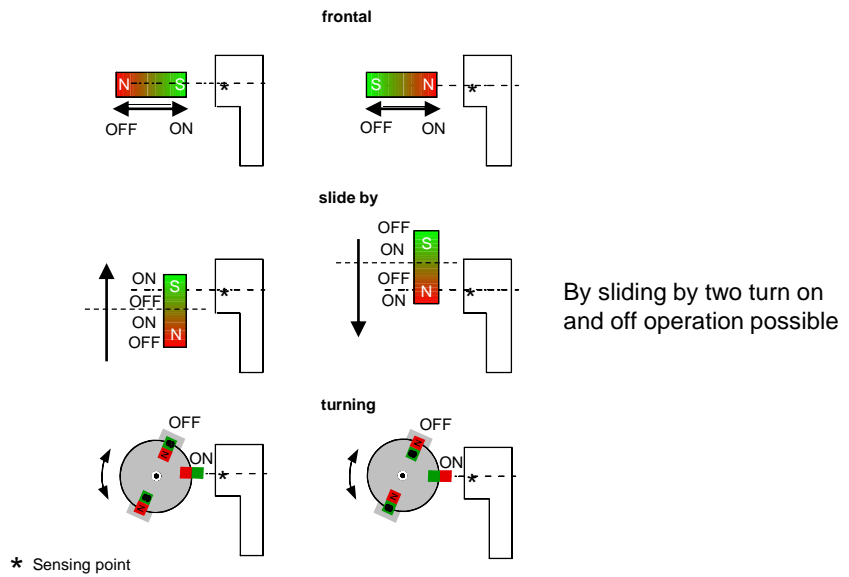 frontal
N S
*
S N
*
OFF ON
OFF ON
slide by
OFF
S
ON
OFF
N
ON
*
ON
S
OFF
ON
N
OFF
*
By sliding by two turn on
and off operation possible
turning
OFF
ON
N
N
*
OFF
ON
N
N
*
* Sensing point